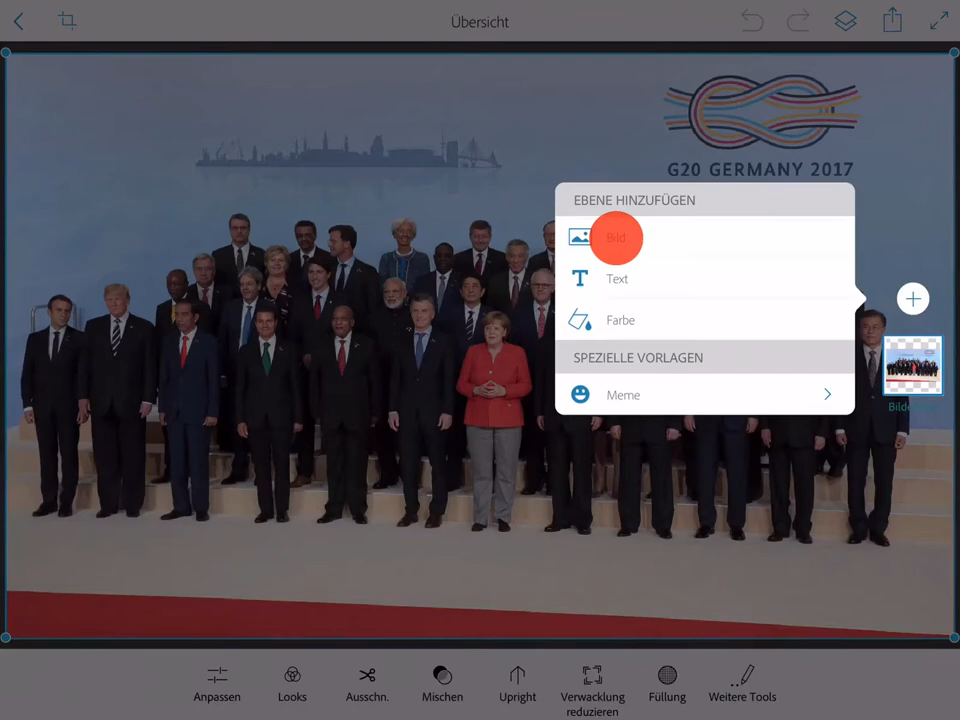 Übersicht
G20 GERMANY 2017
EBENE HINZUFÜGEN
Bild
Text
Farbe
SPEZIELLE VORLAGEN
Meme
Anpassen
Looks
Ausschn.
Mischen
Upright
Verwacklung
reduzieren
Füllung
Weitere Tools